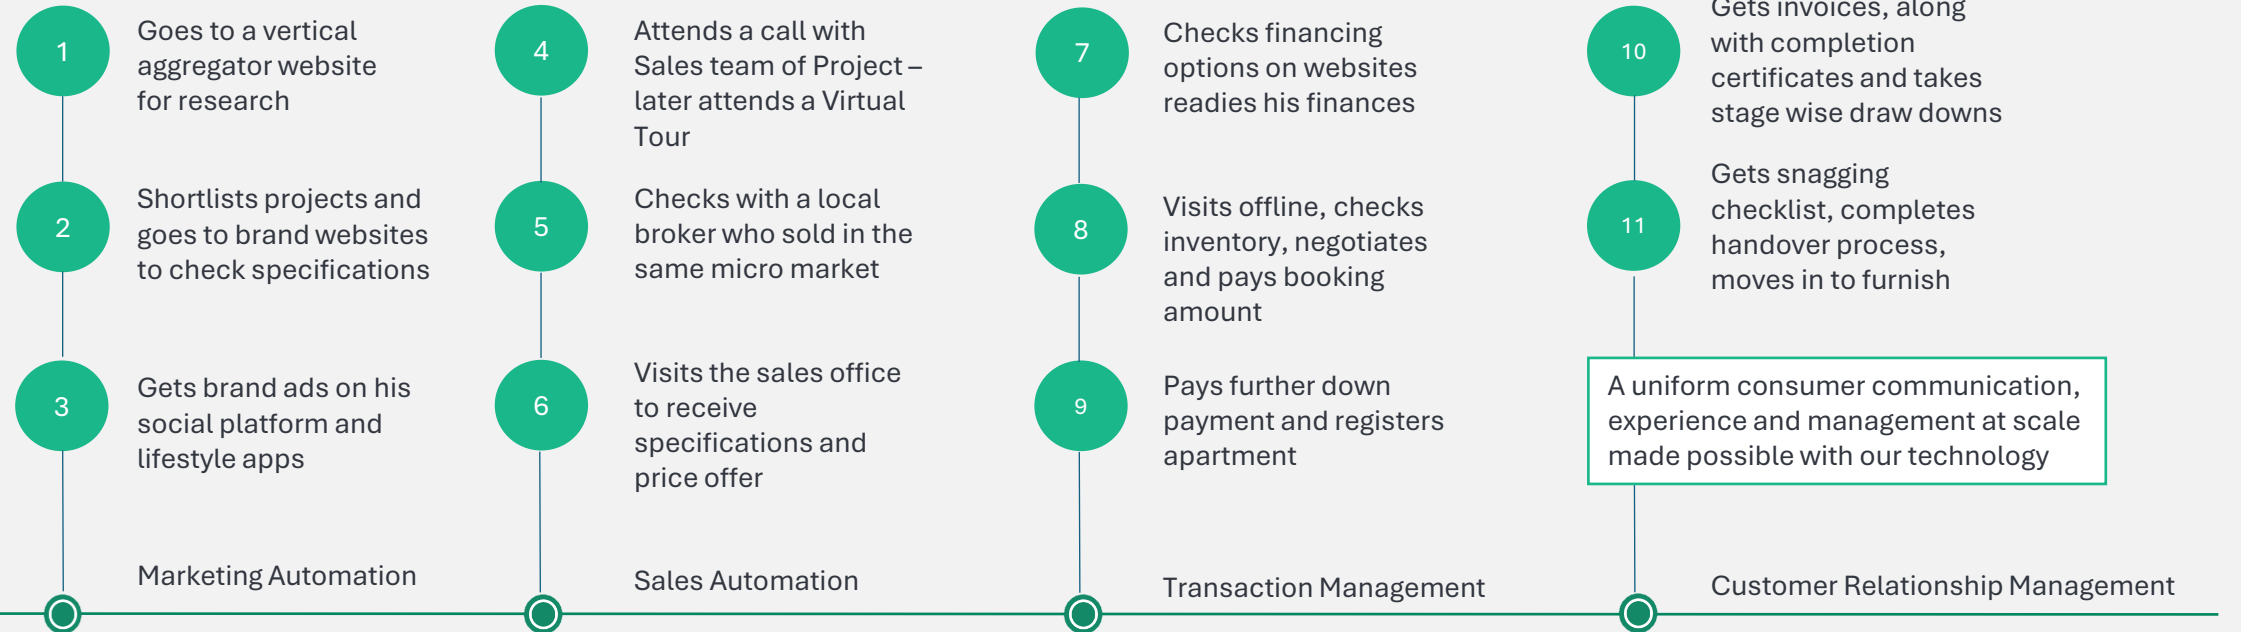 1
Goes to a vertical
aggregator website
for research
2
Shortlists projects and
goes to brand websites
to check specifications
3
Gets brand ads on his
social platform and
lifestyle apps
Marketing Automation
4
Attends a call with
Sales team of Project –
later attends a Virtual
Tour
5
Checks with a local
broker who sold in the
same micro market
6
Visits the sales office
to receive
specifications and
price offer
Sales Automation
7
Checks financing
options on websites
readies his finances
8
Visits offline, checks
inventory, negotiates
and pays booking
amount
9
Pays further down
payment and registers
apartment
Transaction Management
10
Gets invoices, along
with completion
certificates and takes
stage wise draw downs
11
Gets snagging
checklist, completes
handover process,
moves in to furnish
A uniform consumer communication,
experience and management at scale
made possible with our technology
Customer Relationship Management